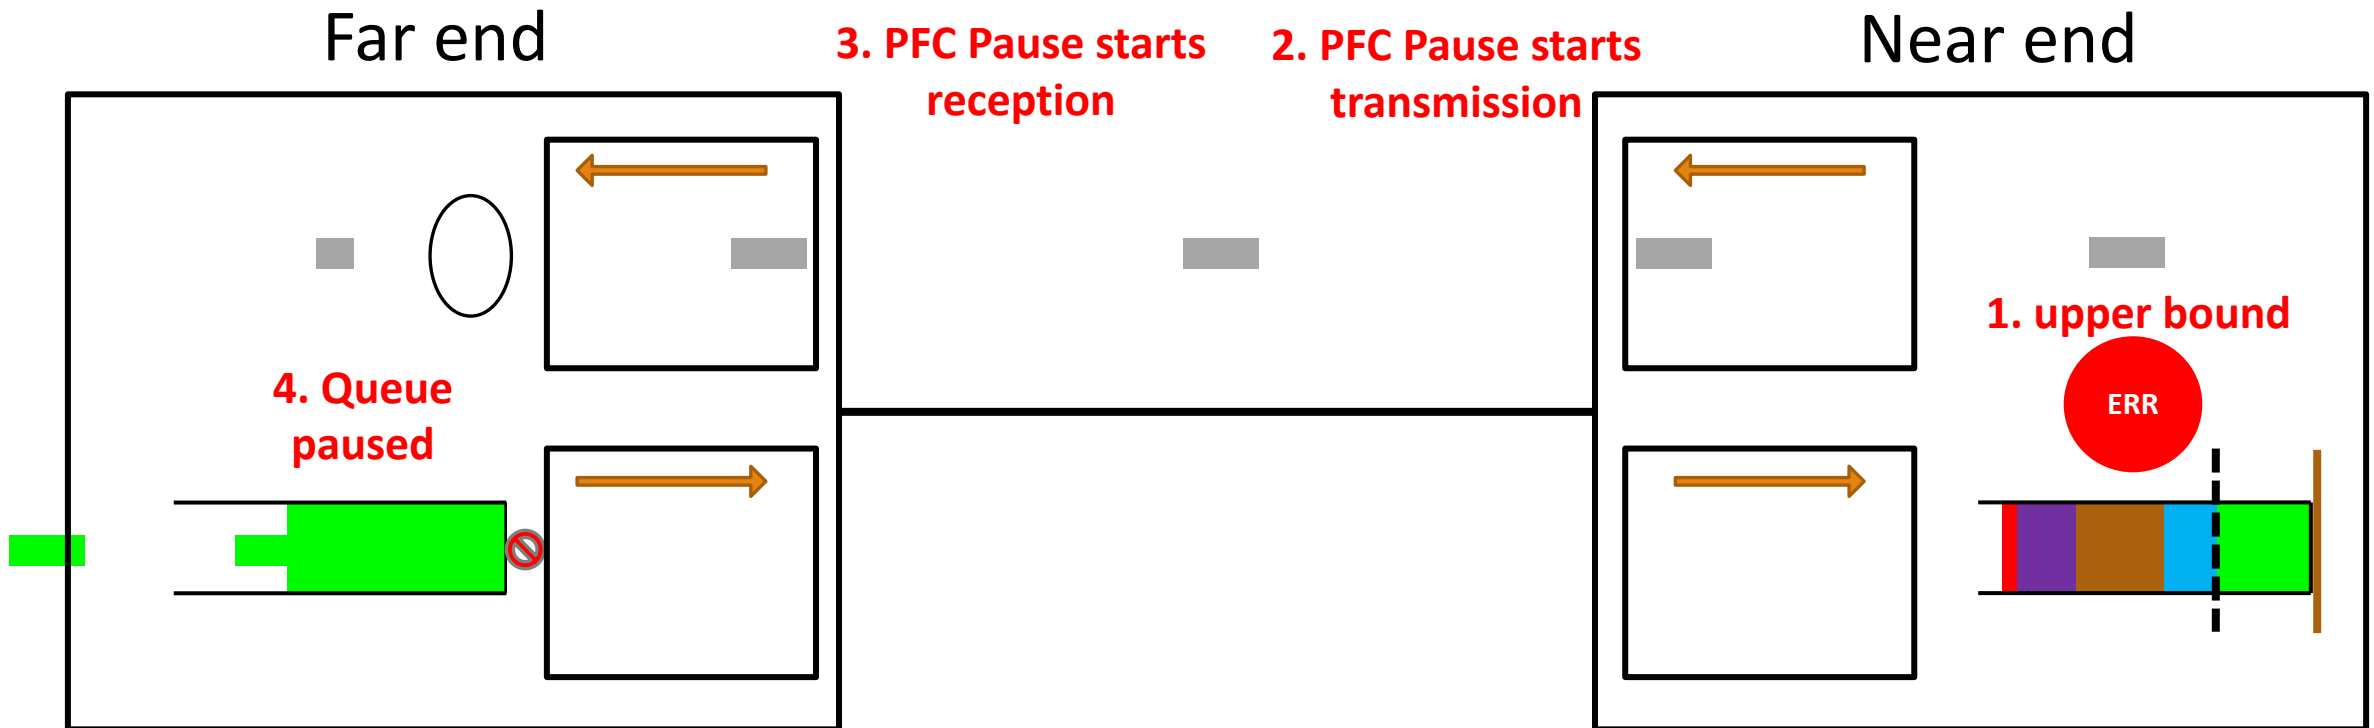 Far end
3. PFC Pause starts
reception
2. PFC Pause starts
transmission
Near end
1. upper bound
4. Queue
paused
ERR